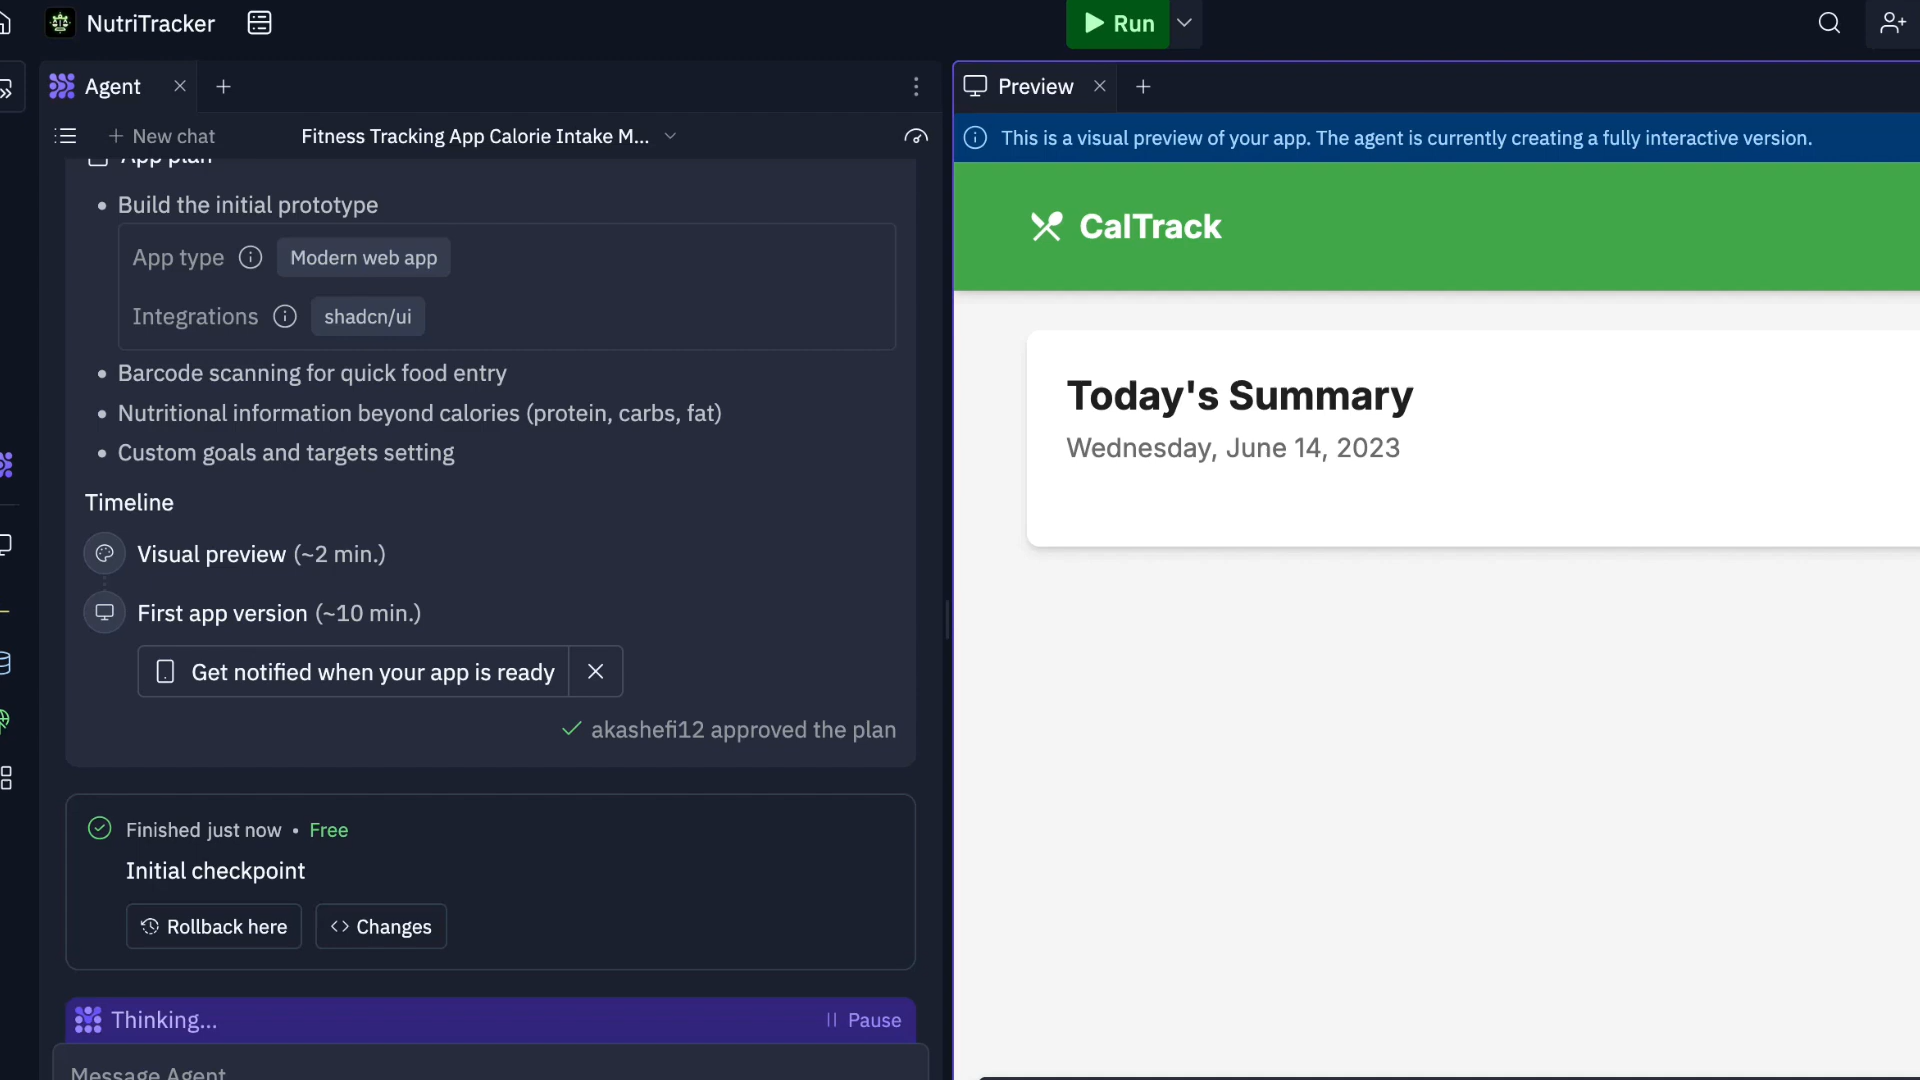 NutriTracker
Run
Agent
Preview
New chat
Fitness Tracking App Calorie Intake M...
This is a visual preview of your app. The agent is currently creating a fully interactive version.
App plan
Build the initial prototype
App type
Modern web app
Integrations
shadcn/ui
Barcode scanning for quick food entry
Nutritional information beyond calories (protein, carbs, fat)
Custom goals and targets setting
Timeline
Visual preview (~2 min.)
First app version (~10 min.)
Get notified when your app is ready
akashefi12 approved the plan
Finished just now • Free
Initial checkpoint
Rollback here
Changes
Thinking...
Pause
Message Agent
CalTrack
Today's Summary
Wednesday, June 14, 2023